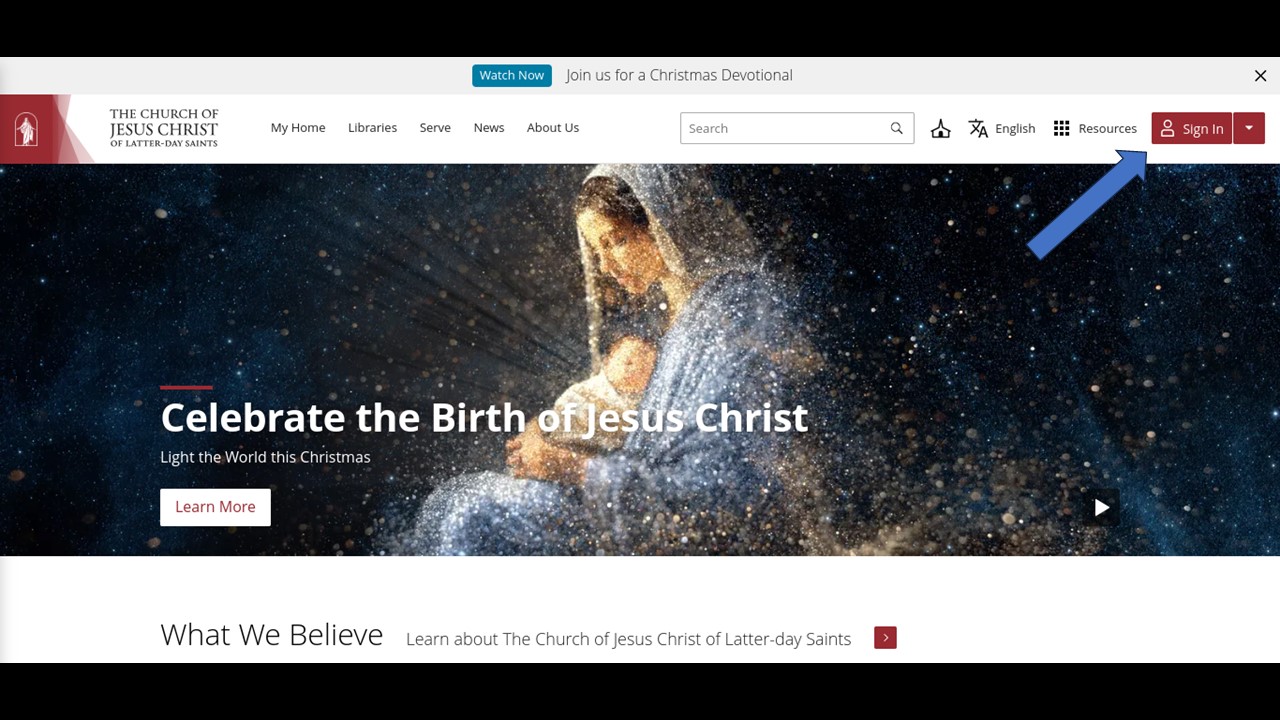 Watch Now Join us for a Christmas Devotional
THE CHURCH OF
JESUS CHRIST
OF LATTER-DAY SAINTS
My Home Libraries Serve News About Us Search English Resources Sign In
Celebrate the Birth of Jesus Christ
Light the World this Christmas
Learn More
What We Believe Learn about The Church of Jesus Christ of Latter-day Saints